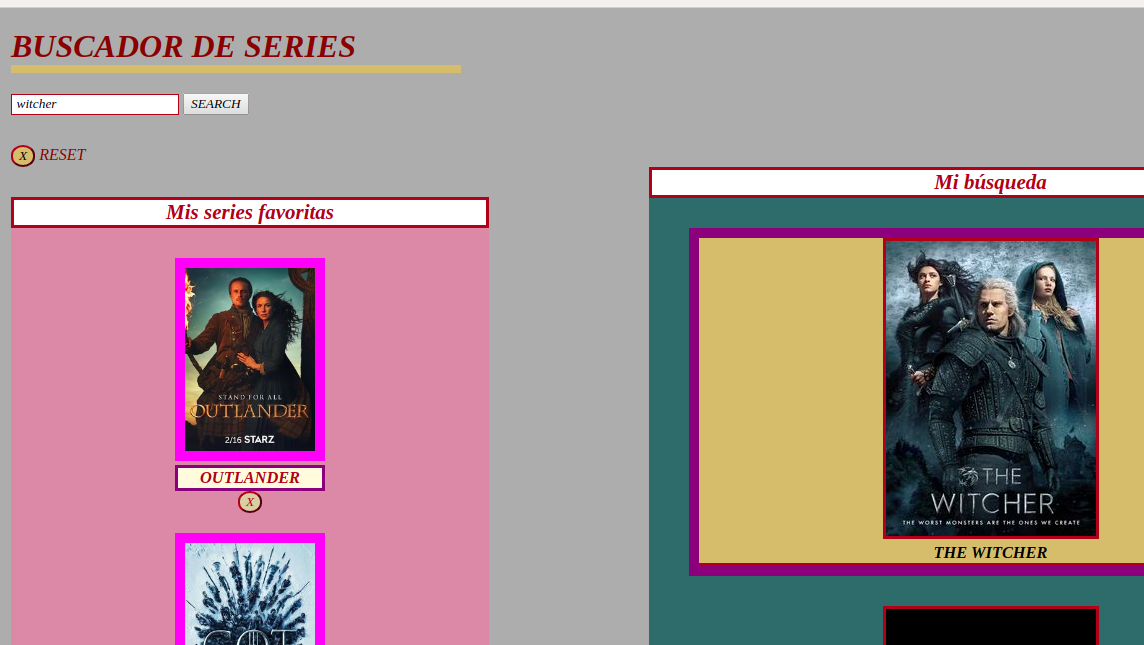 BUSCADOR DE SERIES
witcher
SEARCH
X RESET
Mis series favoritas
STAND FOR ALL
OUTLANDER
2/16 STARZ
OUTLANDER
X
GOT
Mi búsqueda
THE
WITCHER
THE WORST MONSTERS ARE THE ONES WE CREATE
THE WITCHER